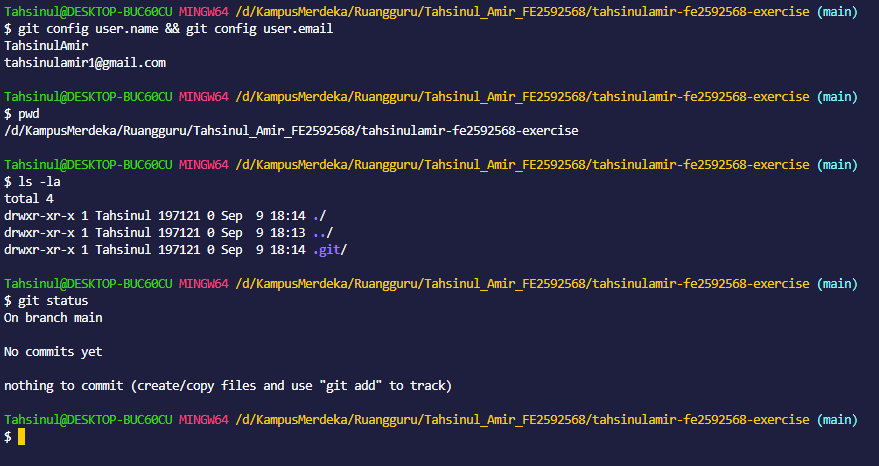 Tahsinul@DESKTOP-BUC60CU MINGW64 /d/KampusMerdeka/Ruangguru/Tahsinul_Amir_FE2592568/tahsinulamir-fe2592568-exercise (main)
$ git config user.name && git config user.email
TahsinulAmir
tahsinulamir1@gmail.com
Tahsinul@DESKTOP-BUC60CU MINGW64 /d/KampusMerdeka/Ruangguru/Tahsinul_Amir_FE2592568/tahsinulamir-fe2592568-exercise (main)
$ pwd
/d/KampusMerdeka/Ruangguru/Tahsinul_Amir_FE2592568/tahsinulamir-fe2592568-exercise
Tahsinul@DESKTOP-BUC60CU MINGW64 /d/KampusMerdeka/Ruangguru/Tahsinul_Amir_FE2592568/tahsinulamir-fe2592568-exercise (main)
$ ls -la
total 4
drwxr-xr-x 1 Tahsinul 197121 0 Sep  9 18:14 ./
drwxr-xr-x 1 Tahsinul 197121 0 Sep  9 18:13 ../
drwxr-xr-x 1 Tahsinul 197121 0 Sep  9 18:14 .git/
Tahsinul@DESKTOP-BUC60CU MINGW64 /d/KampusMerdeka/Ruangguru/Tahsinul_Amir_FE2592568/tahsinulamir-fe2592568-exercise (main)
$ git status
On branch main
No commits yet
nothing to commit (create/copy files and use "git add" to track)
Tahsinul@DESKTOP-BUC60CU MINGW64 /d/KampusMerdeka/Ruangguru/Tahsinul_Amir_FE2592568/tahsinulamir-fe2592568-exercise (main)
$